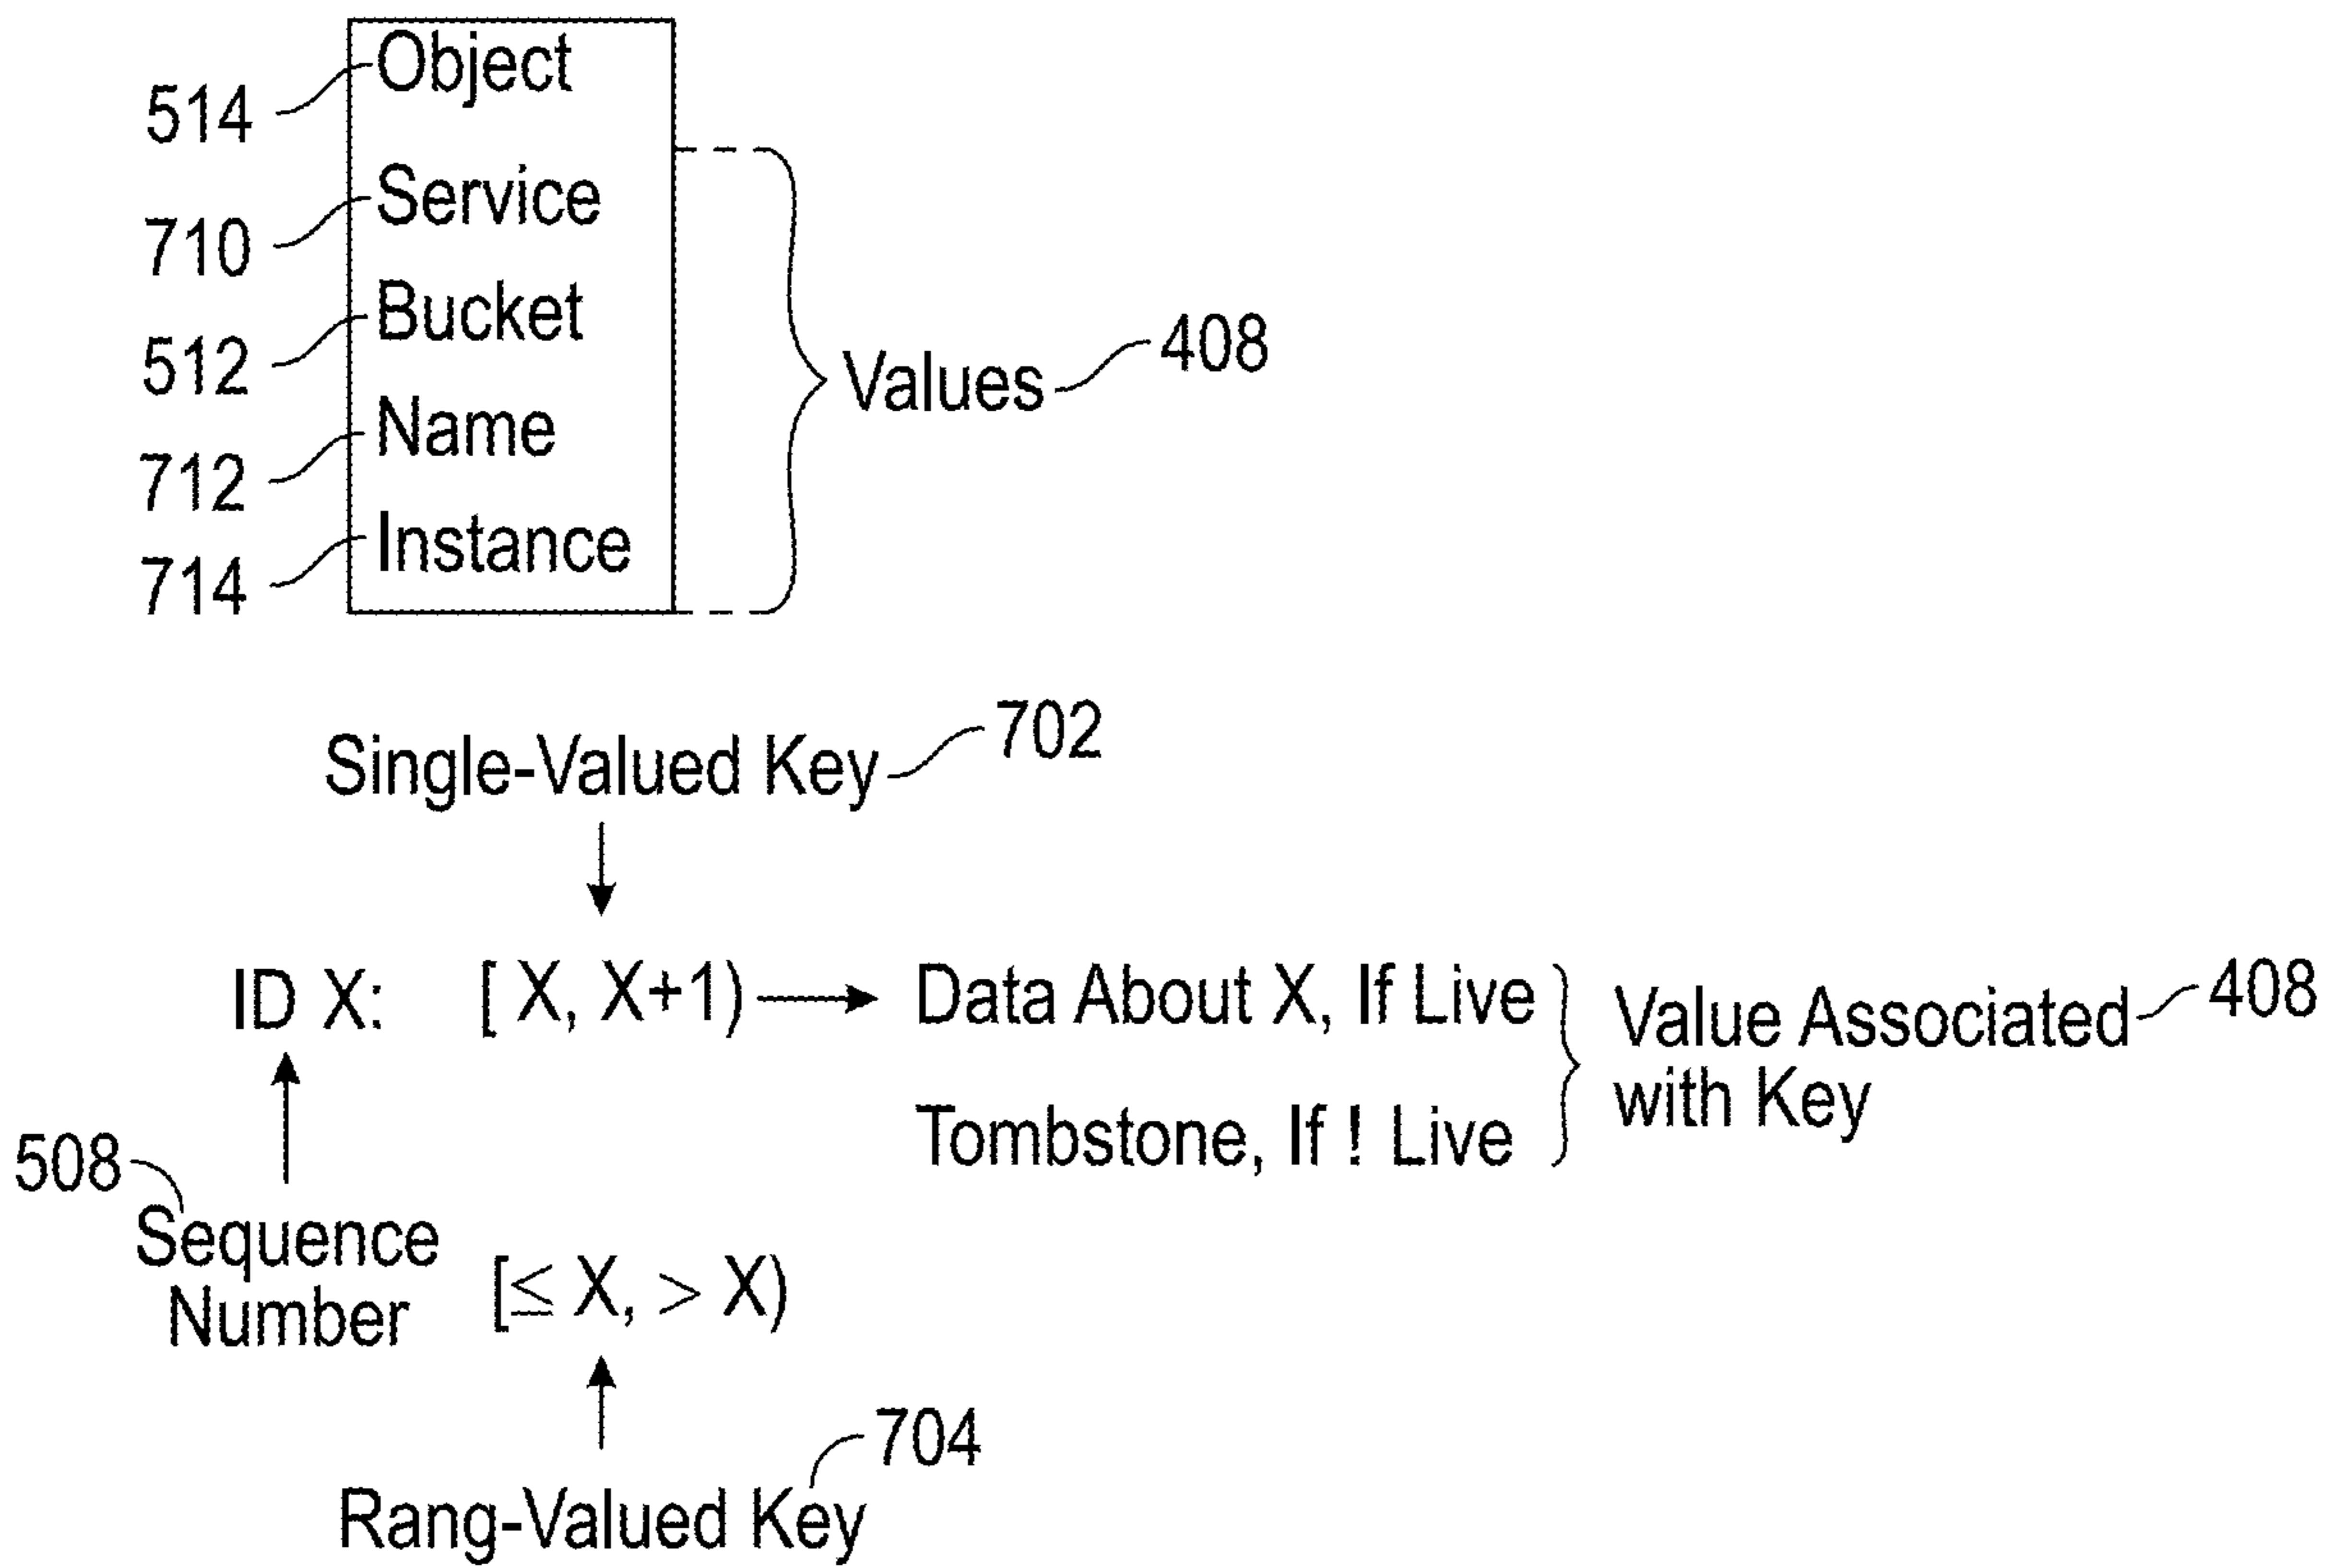 514 Object
710 Service
512 Bucket
712 Name
714 Instance
Values 408
Single-Valued Key 702
ID X: [ X, X+1) Data About X, If Live
Tombstone, If ! Live
Value Associated 408
with Key
508
Sequence
Number
[≤ X, > X)
704
Rang-Valued Key